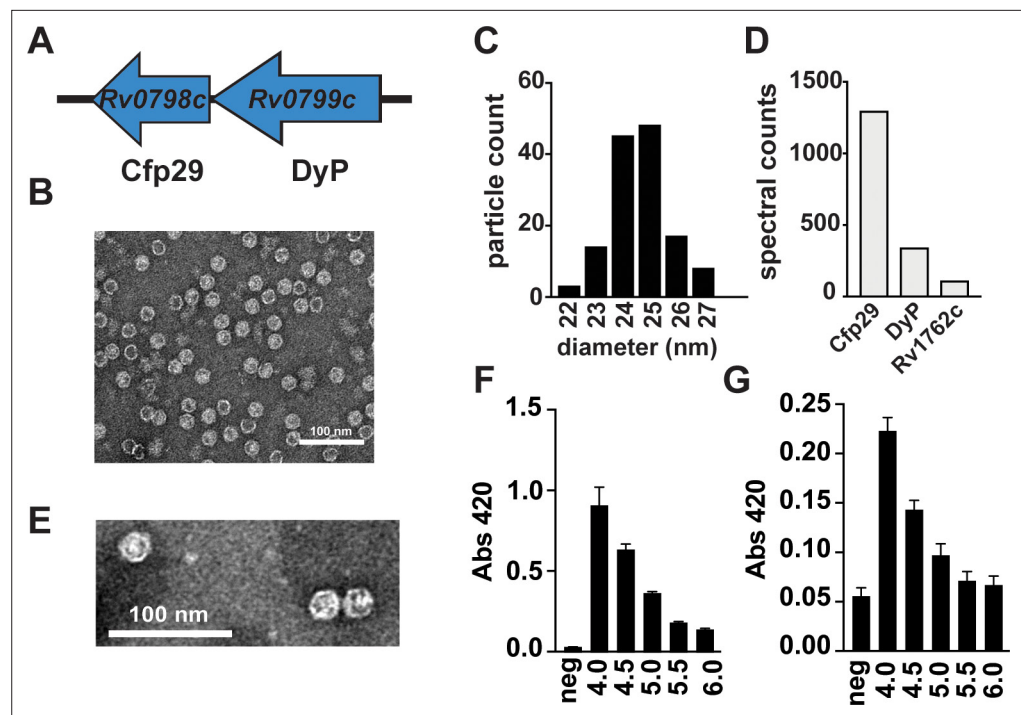 A
Rv0798c Rv0799c
Cfp29 DyP
B
100 nm
C
particle count
60
40
20
0
22 23 24 25 26 27
diameter (nm)
D
spectral counts
1500
1000
500
0
Cfp29 DyP Rv1762c
E
100 nm
F
Abs 420
1.5
1.0
0.5
0.0
neg 4.0 4.5 5.0 5.5 6.0
G
Abs 420
0.25
0.20
0.15
0.10
0.05
0.00
neg 4.0 4.5 5.0 5.5 6.0